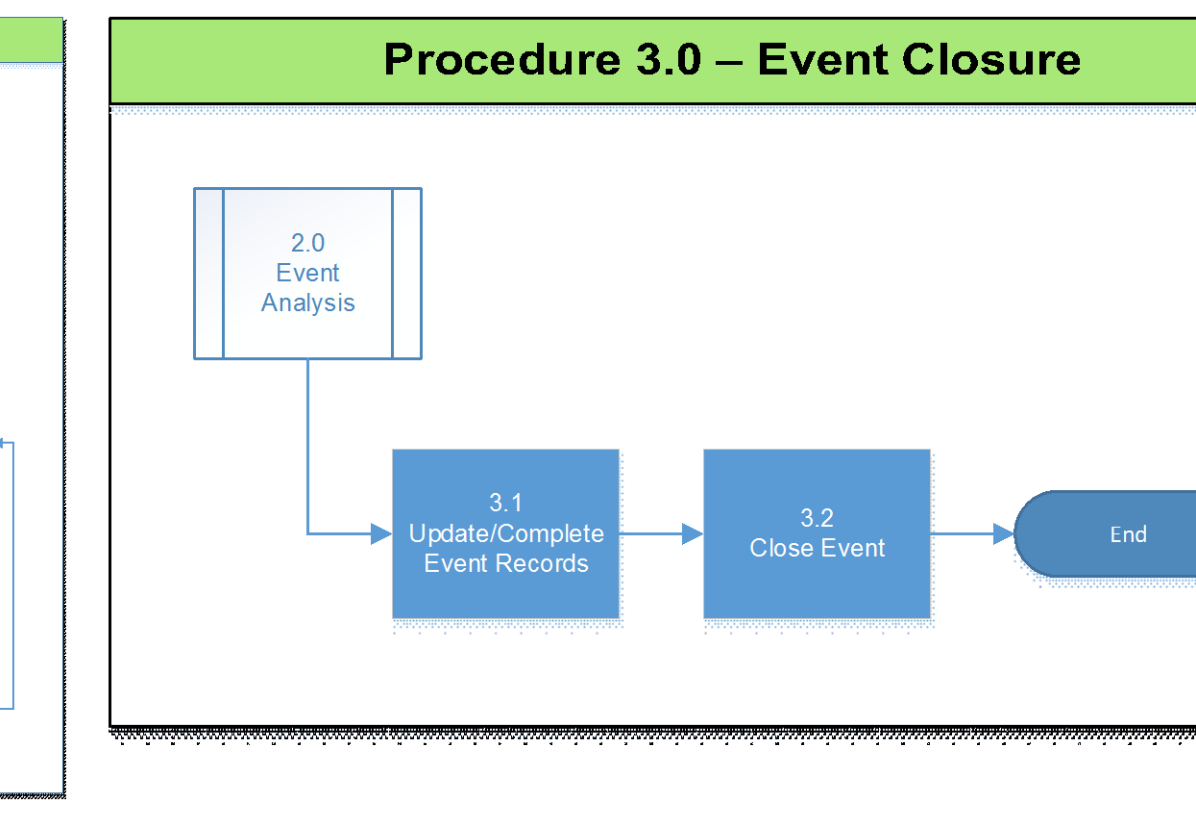 Procedure 3.0 – Event Closure
2.0
Event
Analysis
3.1
Update/Complete
Event Records
3.2
Close Event
End